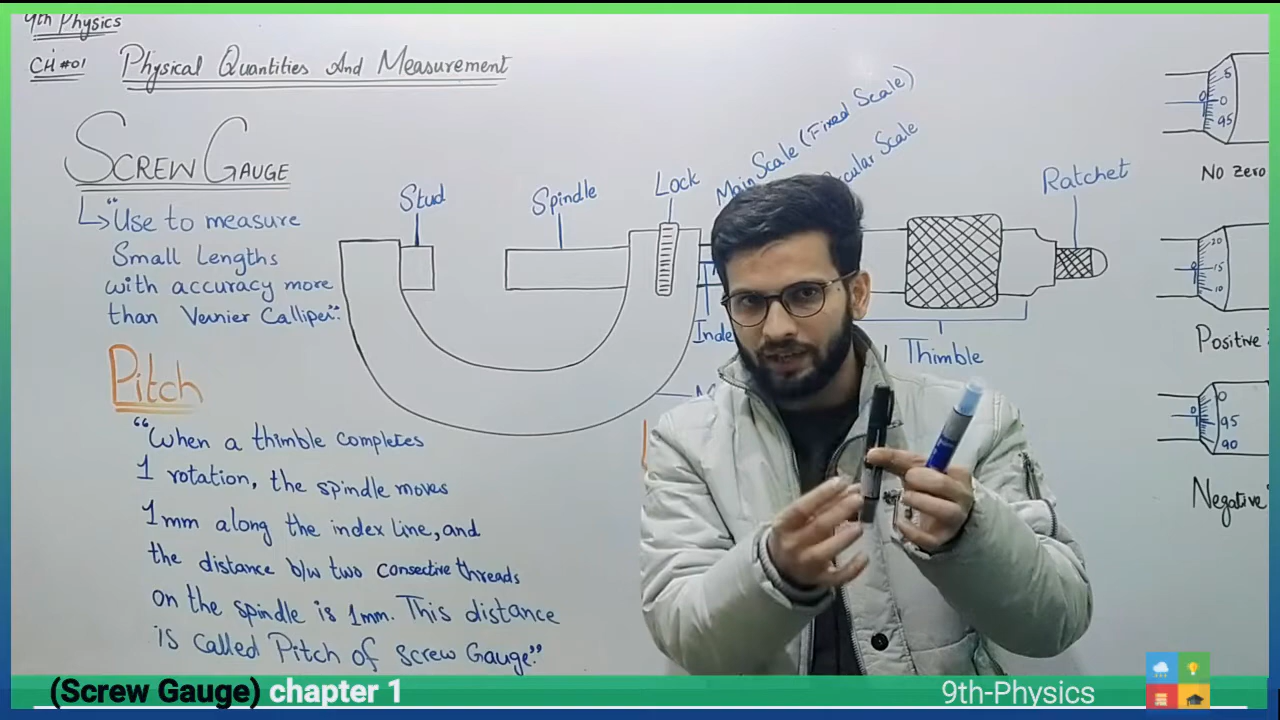 9th Physics
CH #01
Physical Quantities And Measurement
SCREW GAUGE
"Use to measure
Small Lengths
with accuracy more
than Vernier Calliper."
Pitch
"When a thimble completes
1 rotation, the spindle moves
1mm along the index line, and
the distance b/w two consective threads
on the spindle is 1mm. This distance
is called Pitch of Screw Gauge."
Stud
Spindle
Lock
Main Scale (Fixed Scale)
Scale
Ratchet
Thimble
5
0
0
95
No Zero
20
0
15
10
Positive
0
0
95
90
Negative
(Screw Gauge) chapter 1
9th-Physics